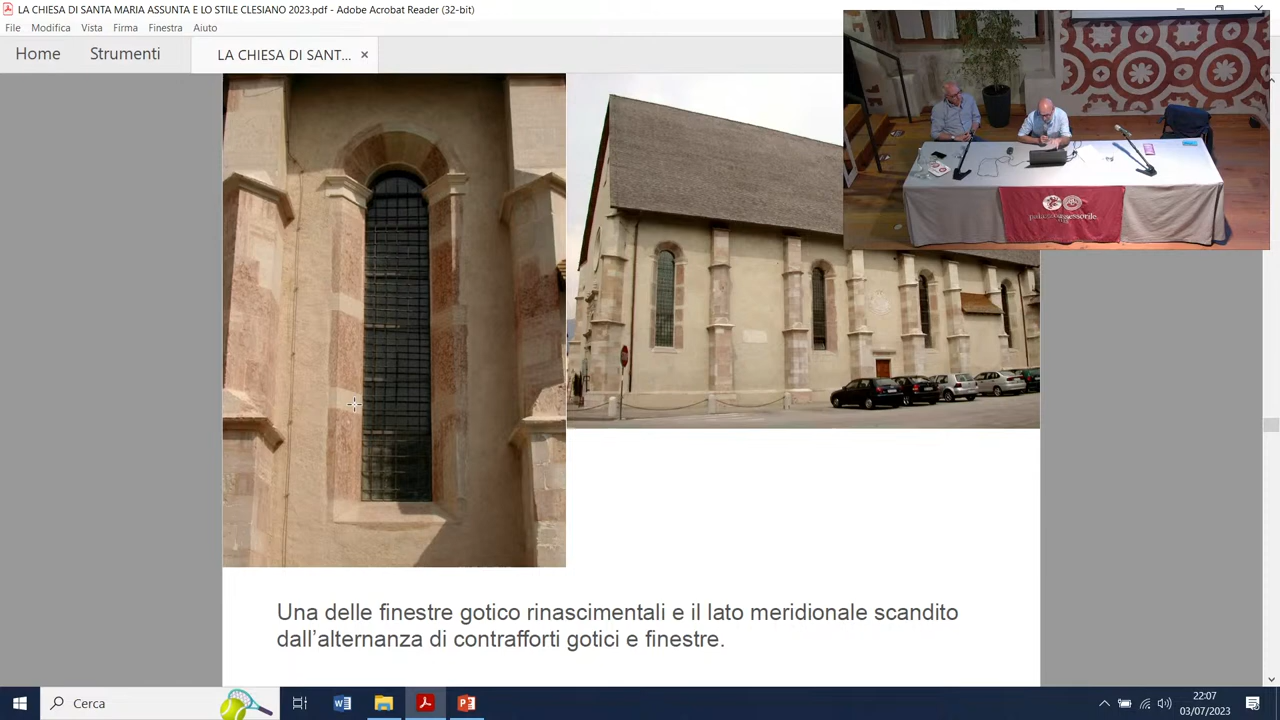 LA CHIESA DI SANTA MARIA ASSUNTA E LO STILE CLESIANO 2023.pdf - Adobe Acrobat Reader (32-bit)
File Modifica Vista Firma Finestra Aiuto
Home Strumenti LA CHIESA DI SANT... ×
Una delle finestre gotico rinascimentali e il lato meridionale scandito
dall'alternanza di contrafforti gotici e finestre.
Cerca
22:07
03/07/2023